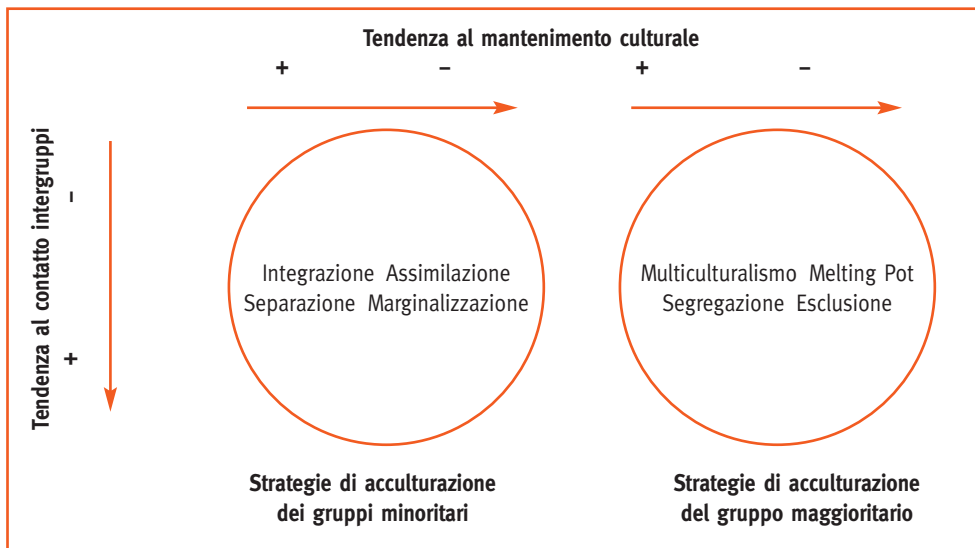 Tendenza al mantenimento culturale
+ – + –
Tendenza al contatto intergruppi
-
+
Integrazione Assimilazione
Separazione Marginalizzazione
Multiculturalismo Melting Pot
Segregazione Esclusione
Strategie di acculturazione
dei gruppi minoritari
Strategie di acculturazione
del gruppo maggioritario